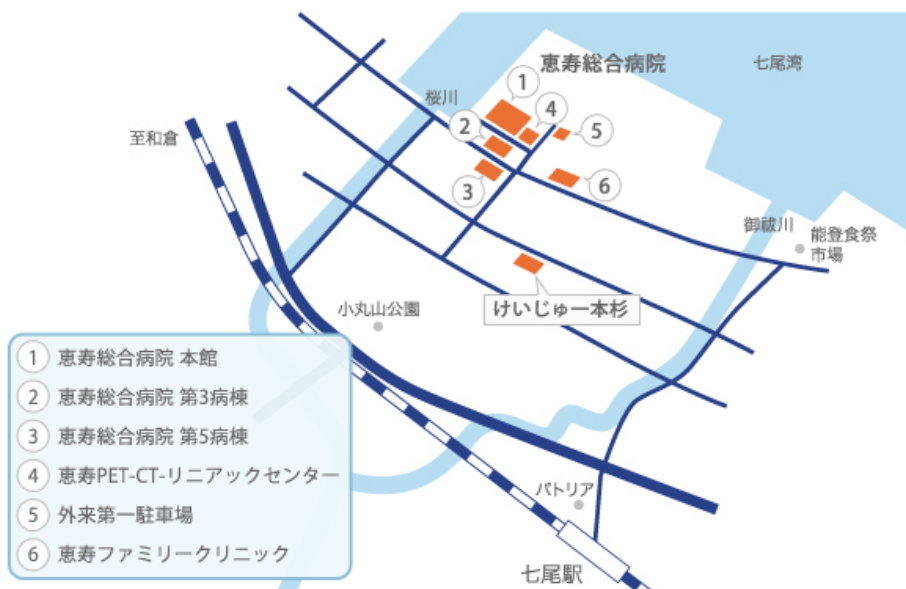 恵寿総合病院
七尾湾
1
桜川
4
2
5
至和倉
3
6
御祓川
能登食祭
市場
けいじゅ一本杉
小丸山公園
1 恵寿総合病院 本館
2 恵寿総合病院 第3病棟
3 恵寿総合病院 第5病棟
4 恵寿PET-CT-リニアックセンター
5 外来第一駐車場
6 恵寿ファミリークリニック
パトリア
七尾駅